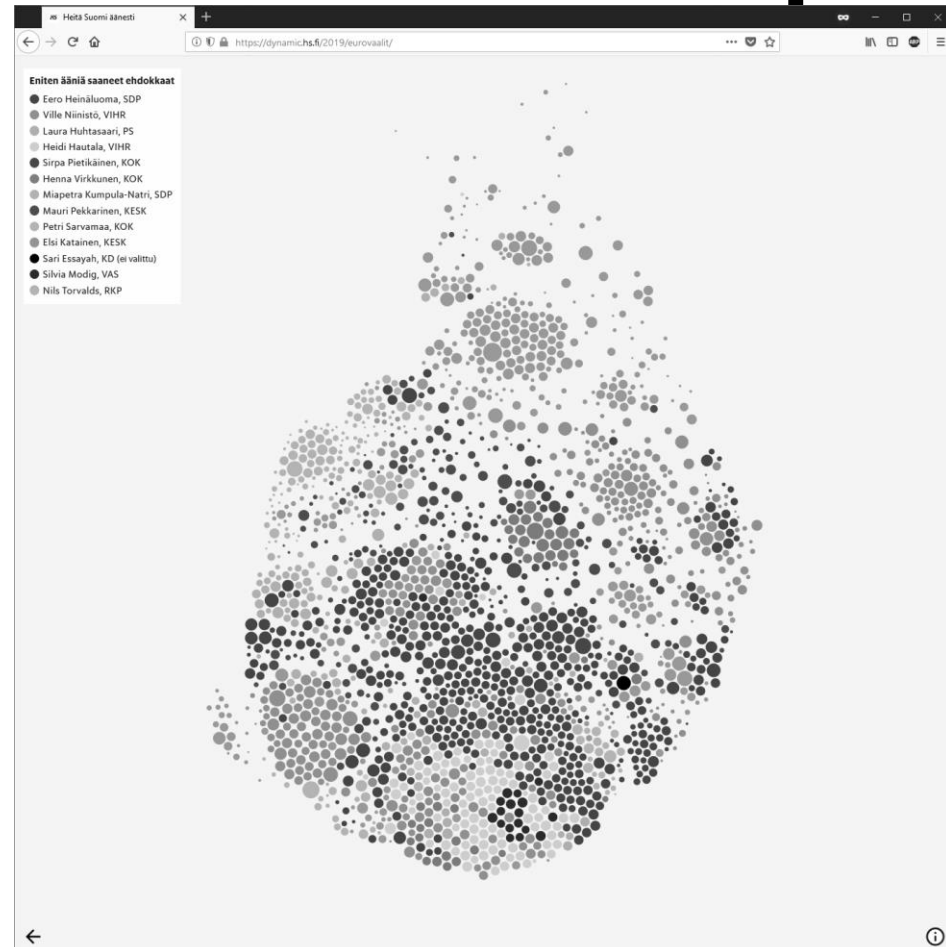 Heitä Suomi äänesti
https://dynamic.hs.fi/2019/eurovaalit/
Eniten ääniä saaneet ehdokkaat
Eero Heinäluoma, SDP
Ville Niinistö, VIHR
Laura Huhtasaari, PS
Heidi Hautala, VIHR
Sirpa Pietikäinen, KOK
Henna Virkkunen, KOK
Miapetra Kumpula-Natri, SDP
Mauri Pekkarinen, KESK
Petri Sarvamaa, KOK
Elsi Katainen, KESK
Sari Essayah, KD (ei valittu)
Silvia Modig, VAS
Nils Torvalds, RKP